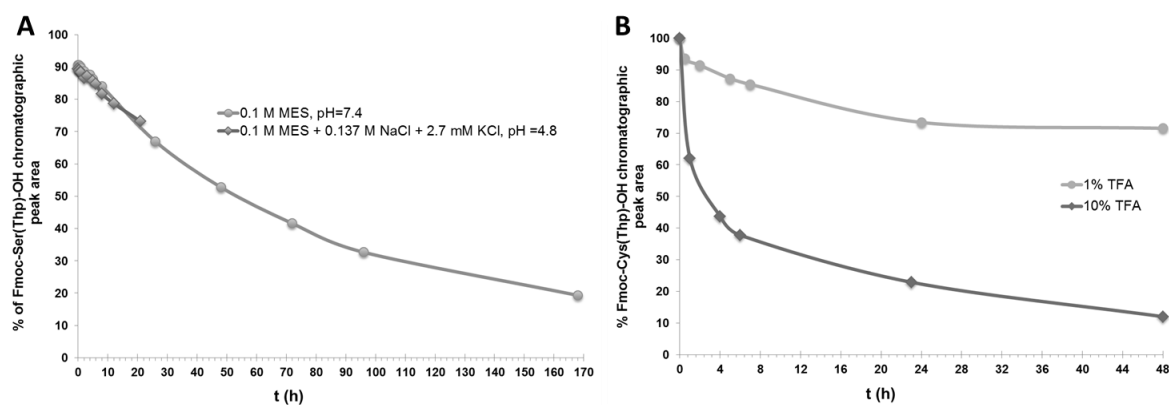 A
% of Fmoc-Ser(Thp)-OH chromatographic
peak area
100
90
80
70
60
50
40
30
20
10
0
0.1 M MES, pH=7.4
0.1 M MES + 0.137 M NaCl + 2.7 mM KCl, pH =4.8
0 10 20 30 40 50 60 70 80 90 100 110 120 130 140 150 160 170
t (h)
B
% Fmoc-Cys(Thp)-OH chromatographic
peak area
100
90
80
70
60
50
40
30
20
10
0
1% TFA
10% TFA
0 4 8 12 16 20 24 28 32 36 40 44 48
t (h)